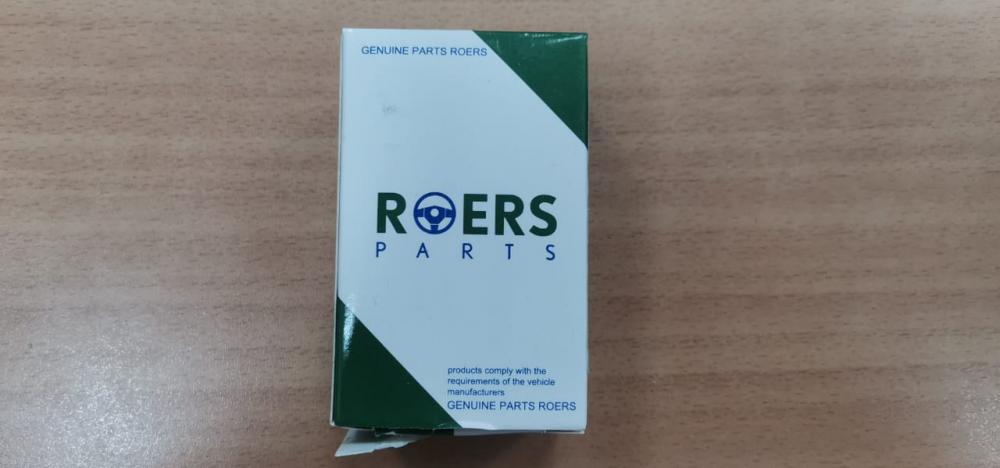 GENUINE PARTS ROERS
ROERS
PARTS
products comply with the
requirements of the vehicle
manufacturers
GENUINE PARTS ROERS